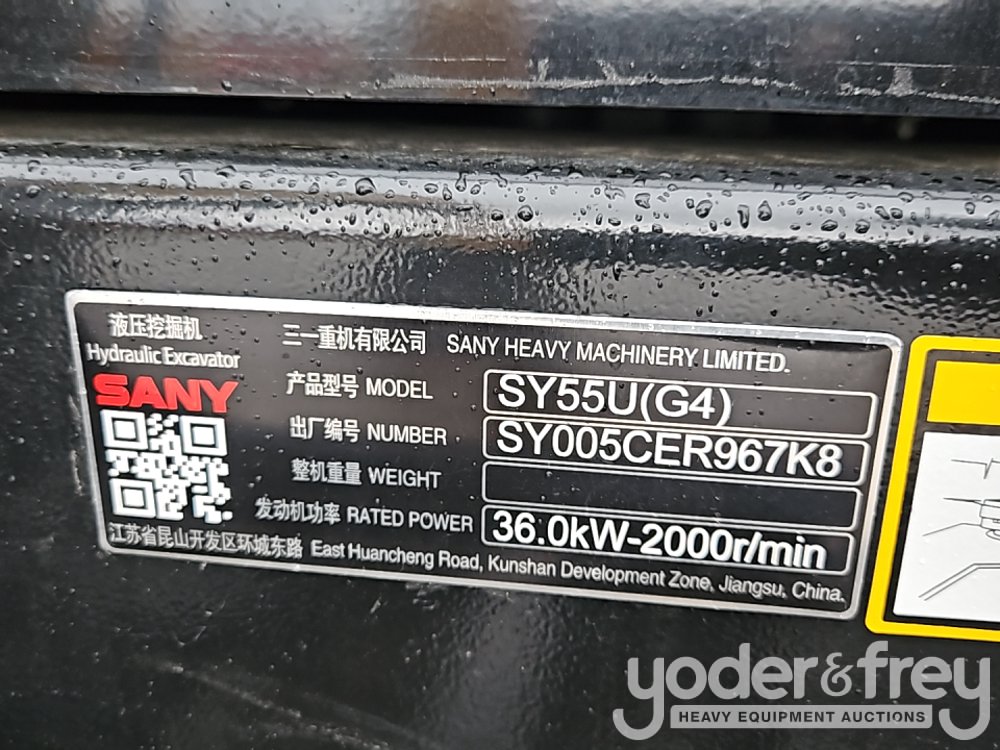 液压挖掘机
Hydraulic Excavator
SANY
三一重机有限公司 SANY HEAVY MACHINERY LIMITED.
产品型号 MODEL SY55U(G4)
出厂编号 NUMBER SY005CER967K8
整机重量 WEIGHT
发动机功率 RATED POWER 36.0kW-2000r/min
江苏省昆山开发区环城东路 East Huancheng Road, Kunshan Development Zone, Jiangsu, China.
yoder&frey
HEAVY EQUIPMENT AUCTIONS